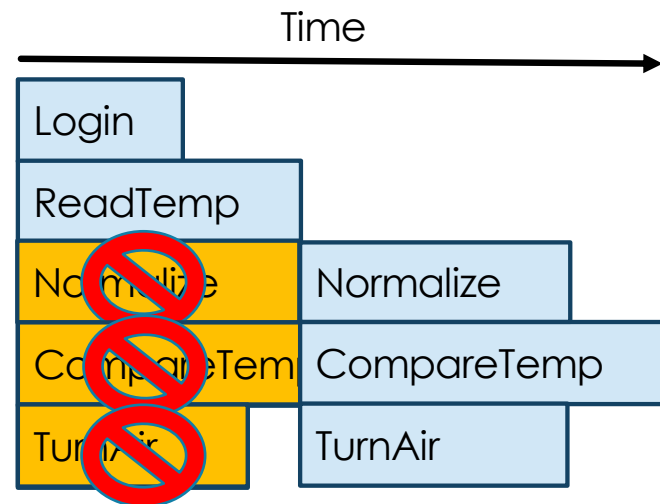 Time
Login
ReadTemp
Normalize Normalize
CompareTemp CompareTemp
TurnAir TurnAir